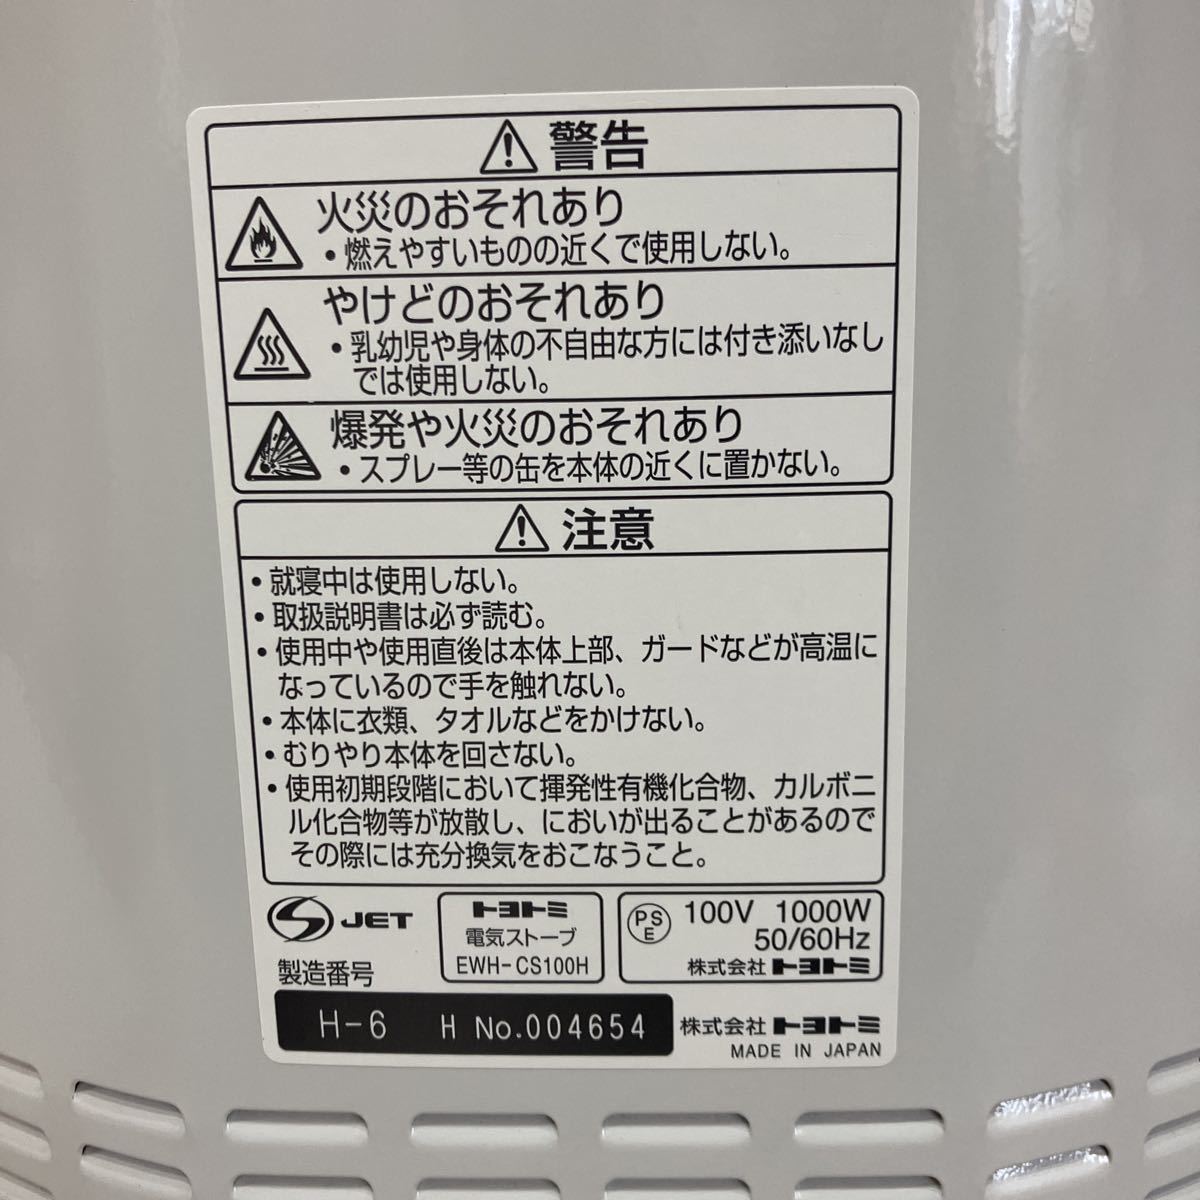 警告
火災のおそれあり
・燃えやすいものの近くで使用しない。
やけどのおそれあり
・乳幼児や身体の不自由な方には付き添いなし
では使用しない。
爆発や火災のおそれあり
・スプレー等の缶を本体の近くに置かない。
注意
・就寝中は使用しない。
・取扱説明書は必ず読む。
・使用中や使用直後は本体上部、ガードなどが高温に
なっているので手を触れない。
・本体に衣類、タオルなどをかけない。
・むりやり本体を回さない。
・使用初期段階において揮発性有機化合物、カルボニ
ル化合物等が放散し、においが出ることがあるので
その際には充分換気をおこなうこと。
S JET
トヨトミ
電気ストーブ
EWH-CS100H
PS
E
100V 1000W
50/60Hz
株式会社トヨトミ
製造番号
H-6 H No.004654
株式会社トヨトミ
MADE IN JAPAN